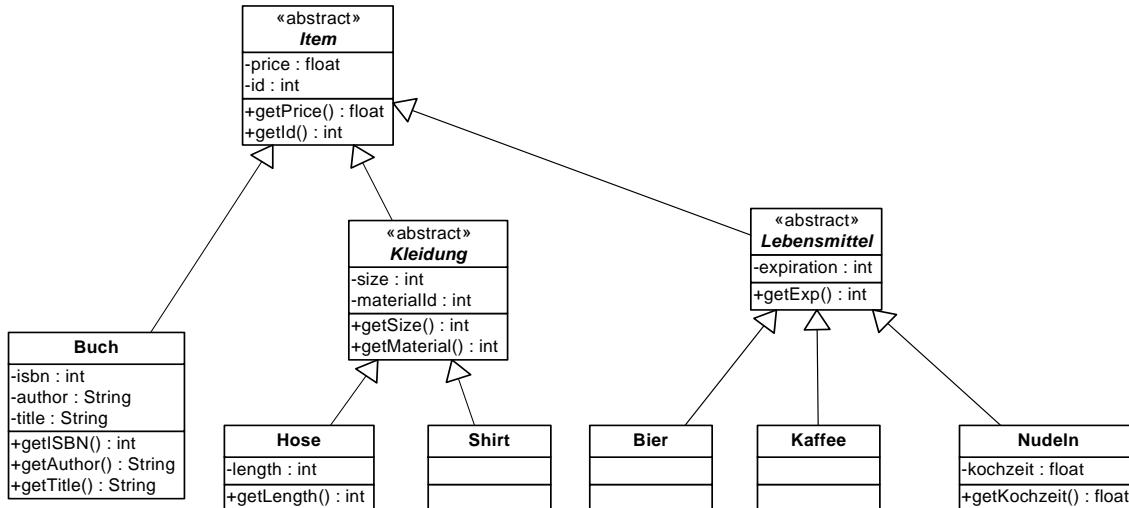 «abstract»
Item
-price : float
-id : int
+getPrice() : float
+getId() : int
«abstract»
Kleidung
-size : int
-materialId : int
+getSize() : int
+getMaterial() : int
«abstract»
Lebensmittel
-expiration : int
+getExp() : int
Buch
-isbn : int
-author : String
-title : String
+getISBN() : int
+getAuthor() : String
+getTitle() : String
Hose
-length : int
+getLength() : int
Shirt
Bier
Kaffee
Nudeln
-kochzeit : float
+getKochzeit() : float